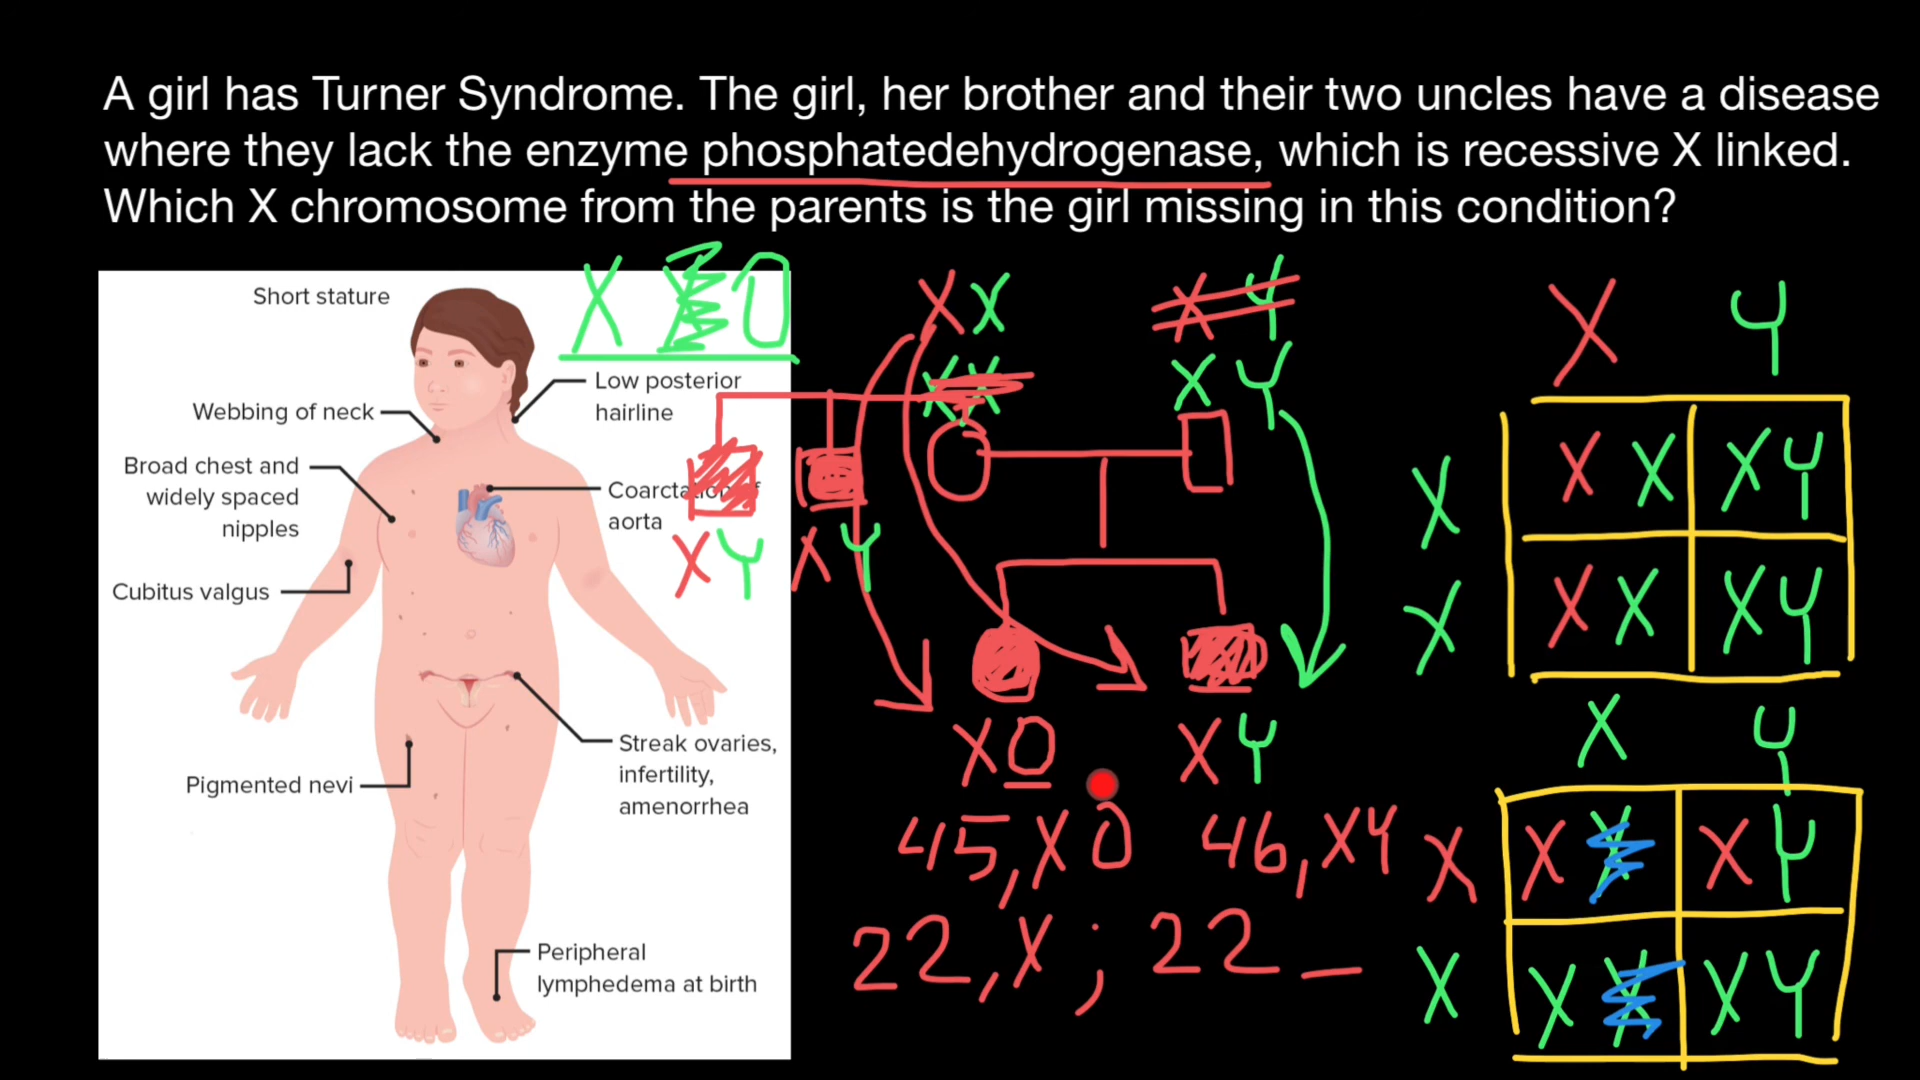 A girl has Turner Syndrome. The girl, her brother and their two uncles have a disease
where they lack the enzyme phosphatedehydrogenase, which is recessive X linked.
Which X chromosome from the parents is the girl missing in this condition?
Short stature
X 0
Low posterior
hairline
Webbing of neck
Broad chest and
widely spaced
nipples
Coarctation of
aorta
Cubitus valgus
Streak ovaries,
infertility,
amenorrhea
Pigmented nevi
Peripheral
lymphedema at birth
XX
XY
XX
XY
XY
XY
XO
XY
45,XO
46,XY
22,X; 22 _
X Y
X XX XY
X XX XY
X Y
X XX XY
X XX XY